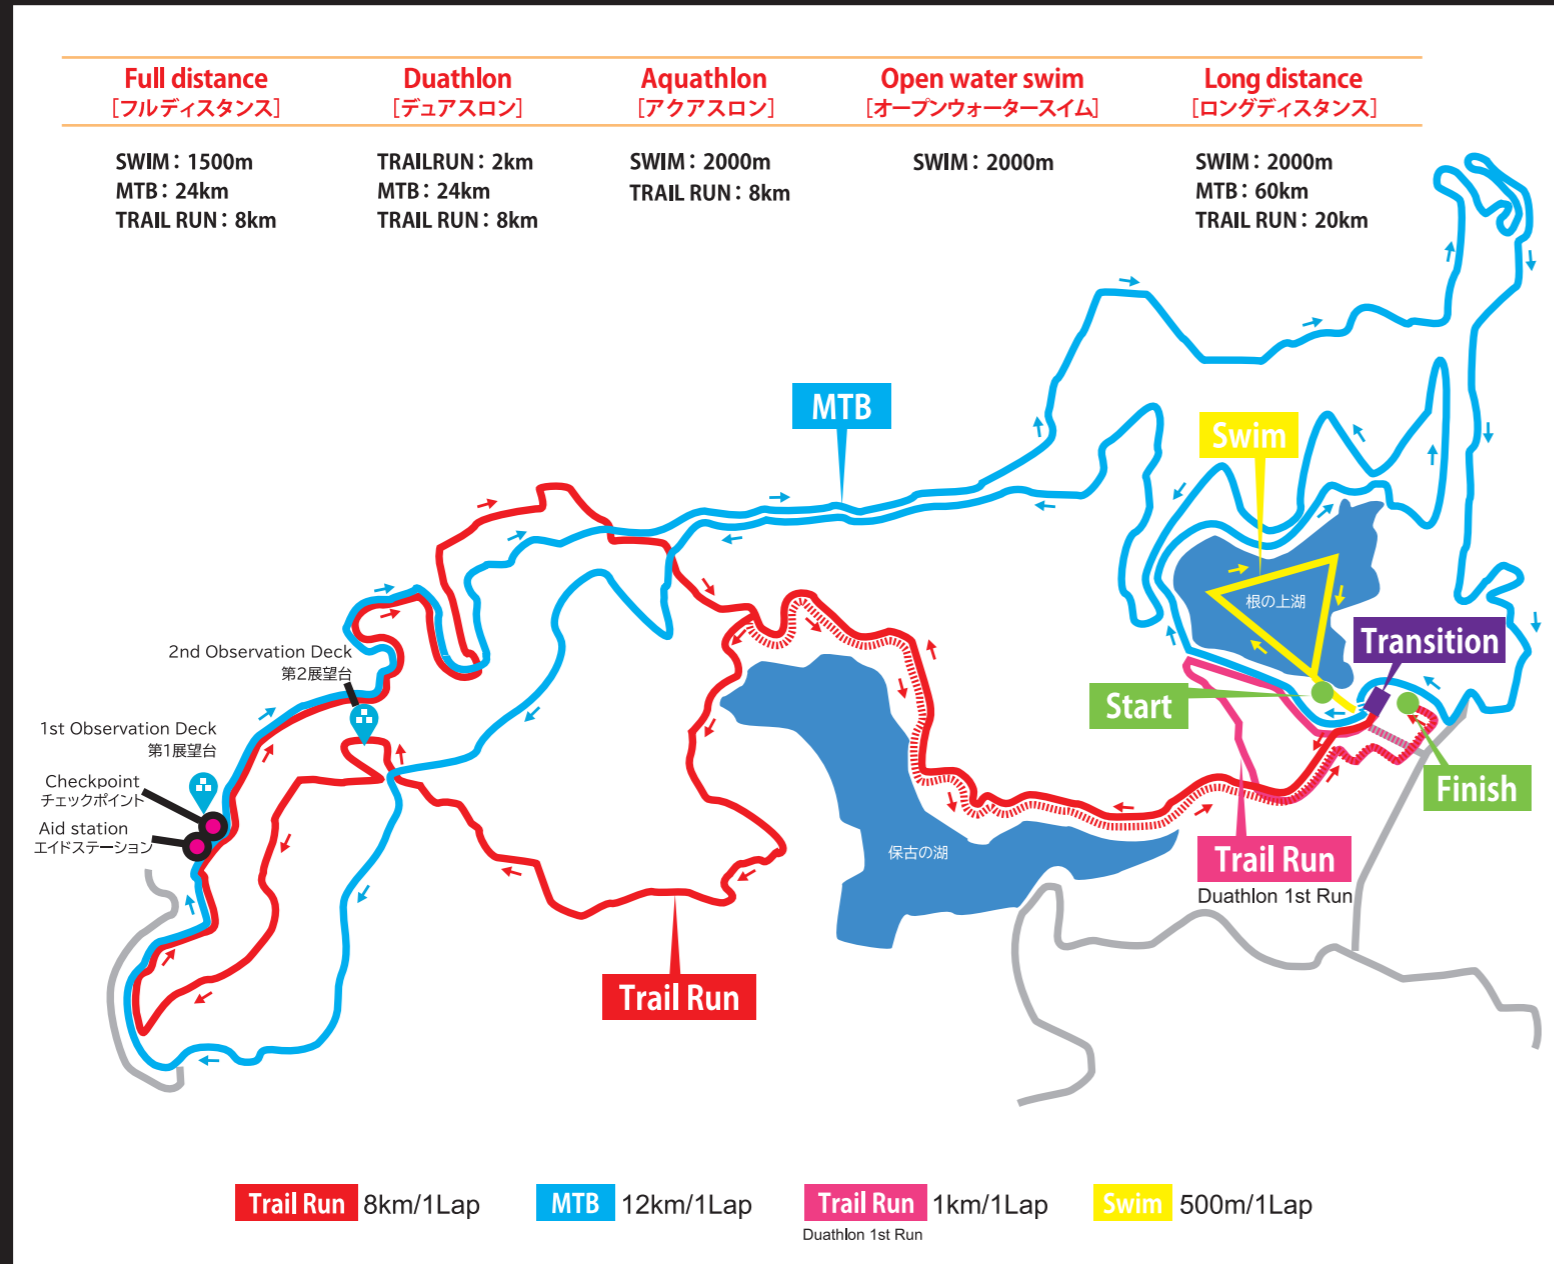 Full distance
[フルディスタンス]
SWIM：1500m
MTB：24km
TRAIL RUN：8km
Duathlon
[デュアスロン]
TRAILRUN：2km
MTB：24km
TRAIL RUN：8km
Aquathlon
[アクアスロン]
SWIM：2000m
TRAIL RUN：8km
Open water swim
[オープンウォータースイム]
SWIM：2000m
Long distance
[ロングディスタンス]
SWIM：2000m
MTB：60km
TRAIL RUN：20km
MTB
Swim
根の上湖
Transition
2nd Observation Deck
第2展望台
Start
1st Observation Deck
第1展望台
Checkpoint
チェックポイント
Finish
Aid station
エイドステーション
保古の湖
Trail Run
Duathlon 1st Run
Trail Run
Trail Run 8km/1Lap
MTB 12km/1Lap
Trail Run 1km/1Lap
Duathlon 1st Run
Swim 500m/1Lap